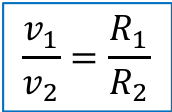 v₁/v₂ = R₁/R₂